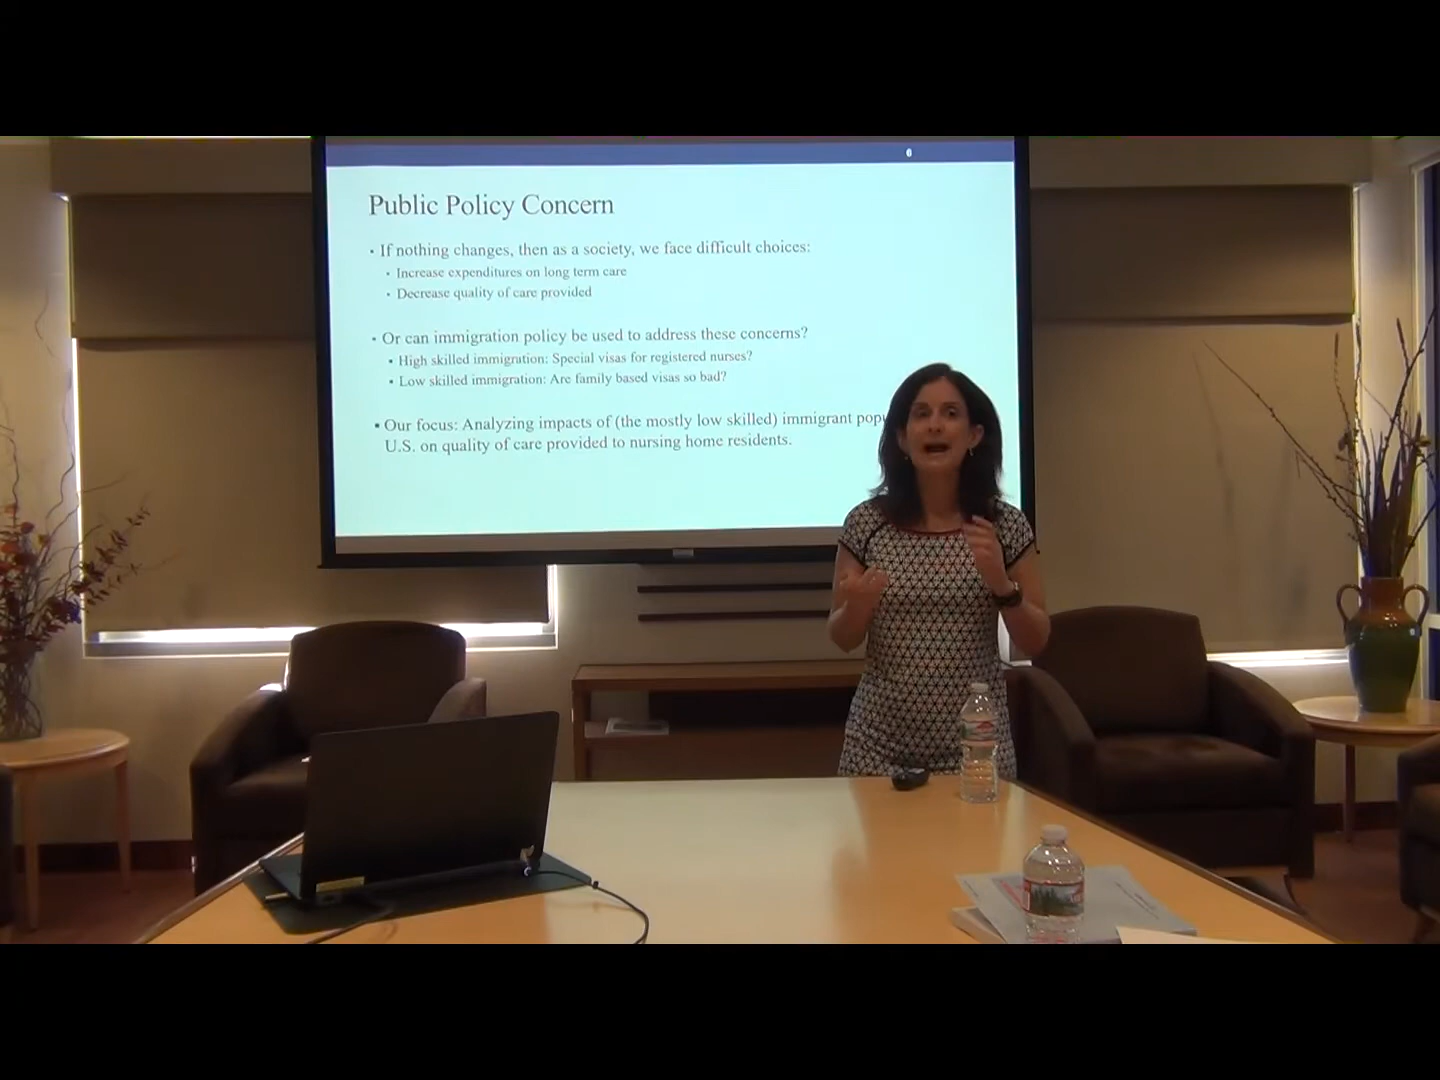 6
Public Policy Concern
• If nothing changes, then as a society, we face difficult choices:
• Increase expenditures on long term care
• Decrease quality of care provided
• Or can immigration policy be used to address these concerns?
• High skilled immigration: Special visas for registered nurses?
• Low skilled immigration: Are family based visas so bad?
• Our focus: Analyzing impacts of (the mostly low skilled) immigrant popu
U.S. on quality of care provided to nursing home residents.